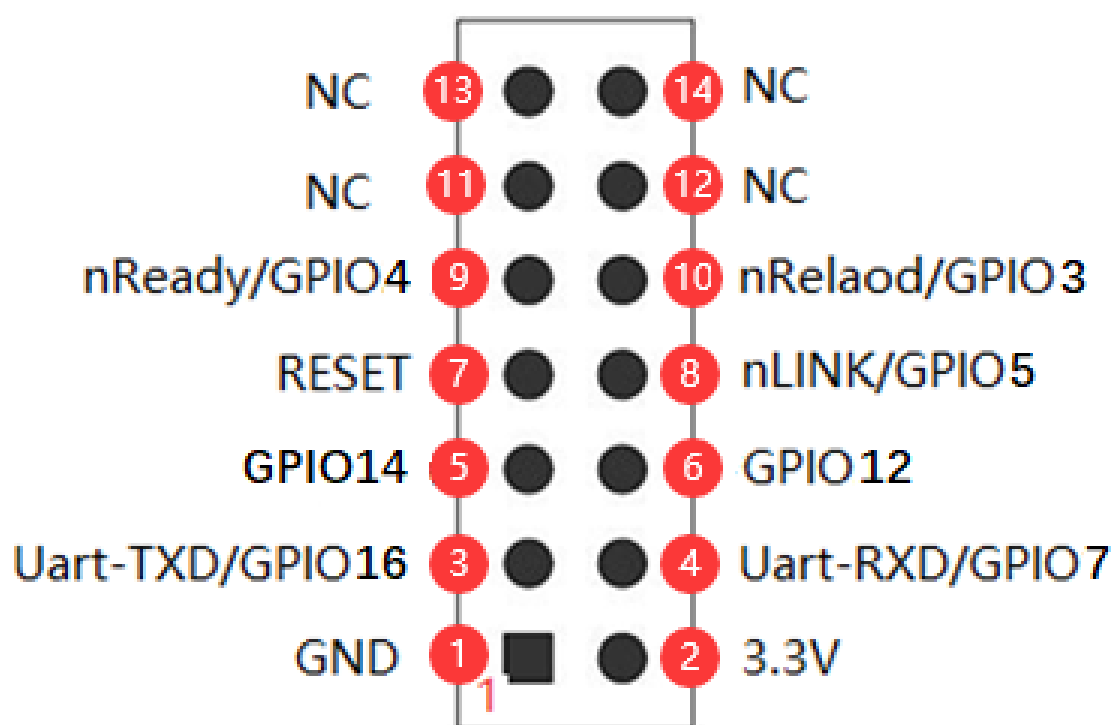 NC 13 14 NC
NC 11 12 NC
nReady/GPIO4 9 10 nRelaod/GPIO3
RESET 7 8 nLINK/GPIO5
GPIO14 5 6 GPIO12
Uart-TXD/GPIO16 3 4 Uart-RXD/GPIO7
GND 1 2 3.3V
1